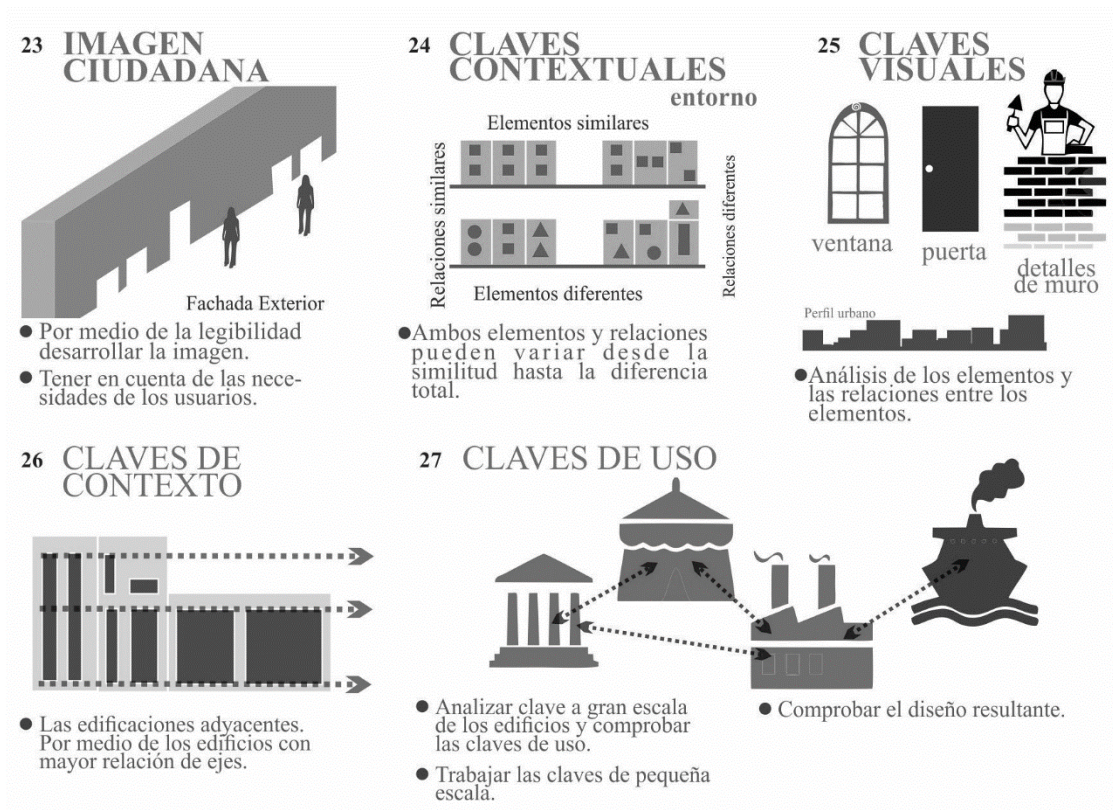 23 IMAGEN
CIUDADANA
Fachada Exterior
● Por medio de la legibilidad
desarrollar la imagen.
● Tener en cuenta de las nece-
sidades de los usuarios.
24 CLAVES
CONTEXTUALES
entorno
Elementos similares
Relaciones similares
Relaciones diferentes
Elementos diferentes
●Ambos elementos y relaciones
pueden variar desde la
similitud hasta la diferencia
total.
25 CLAVES
VISUALES
ventana
puerta
detalles
de muro
Perfil urbano
●Análisis de los elementos y
las relaciones entre los
elementos.
26 CLAVES DE
CONTEXTO
● Las edificaciones adyacentes.
Por medio de los edificios con
mayor relación de ejes.
27 CLAVES DE USO
● Analizar clave a gran escala
de los edificios y comprobar
las claves de uso.
● Trabajar las claves de pequeña
escala.
● Comprobar el diseño resultante.